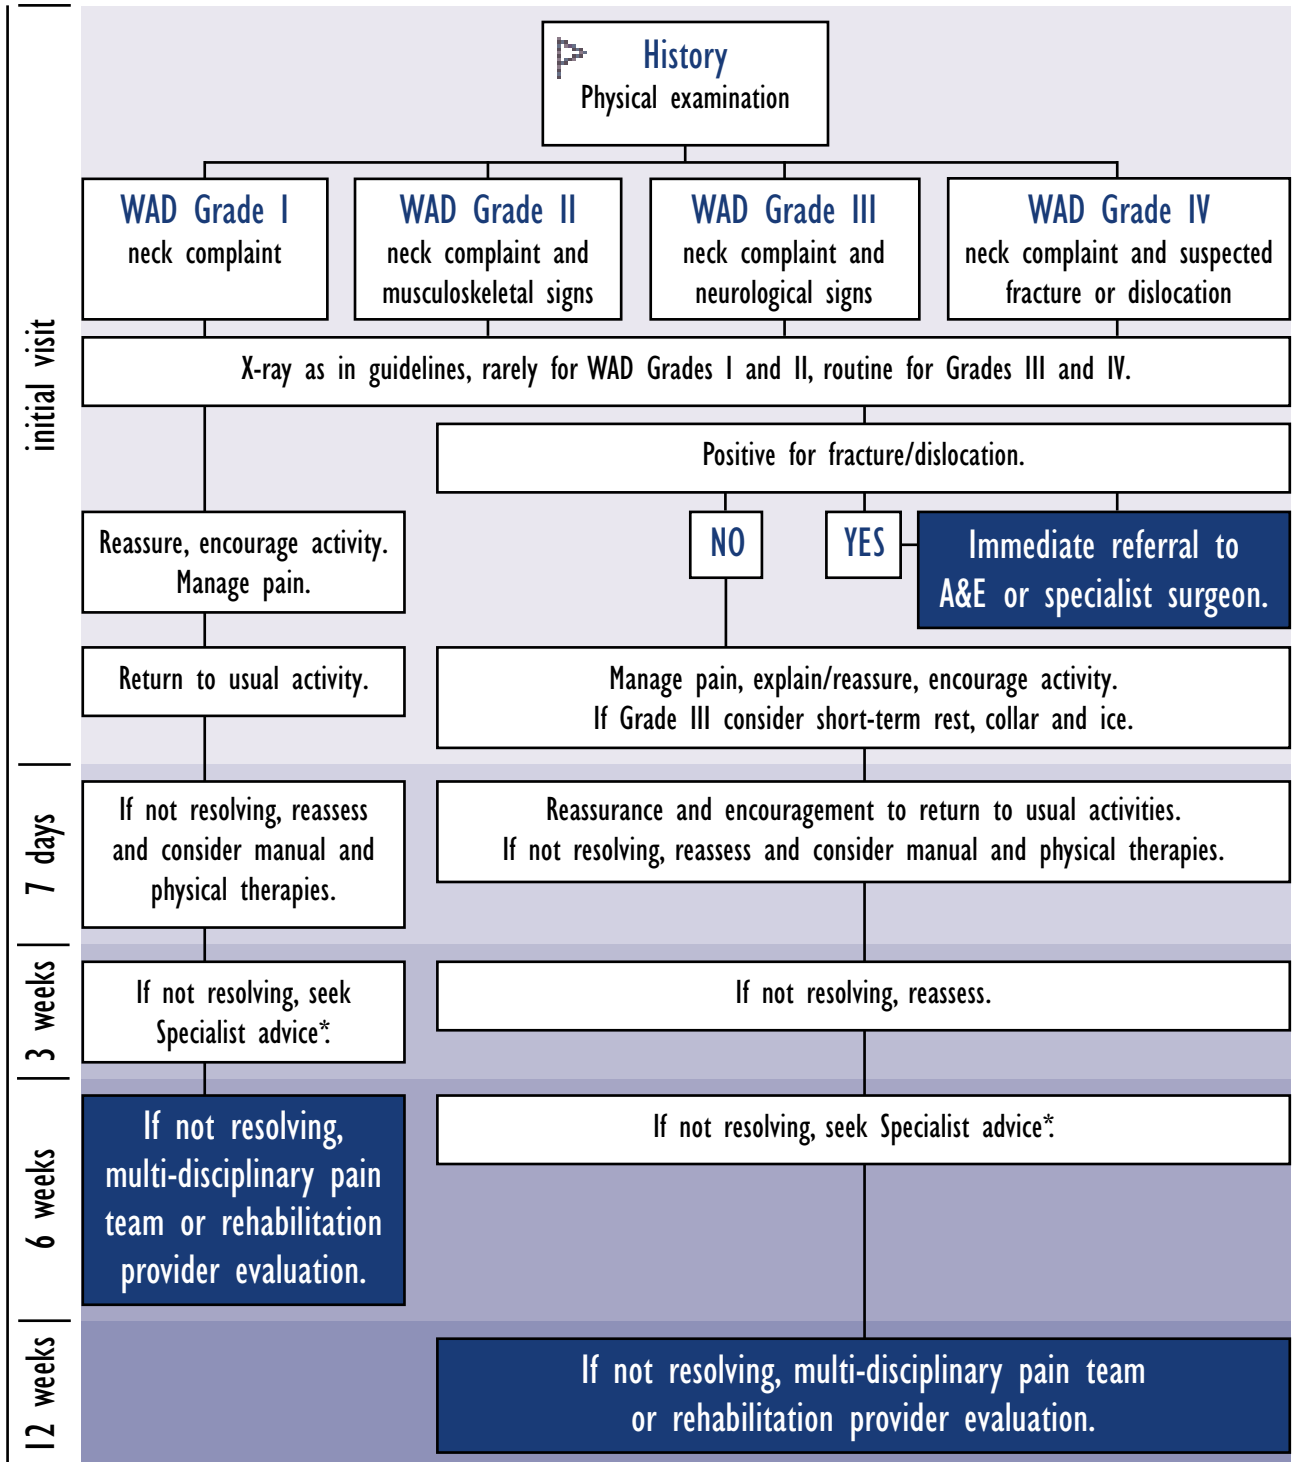 History
Physical examination
WAD Grade I
neck complaint
WAD Grade II
neck complaint and
musculoskeletal signs
WAD Grade III
neck complaint and
neurological signs
WAD Grade IV
neck complaint and suspected
fracture or dislocation
initial visit
X-ray as in guidelines, rarely for WAD Grades I and II, routine for Grades III and IV.
Positive for fracture/dislocation.
Reassure, encourage activity.
Manage pain.
NO
YES
Immediate referral to
A&E or specialist surgeon.
Return to usual activity.
Manage pain, explain/reassure, encourage activity.
If Grade III consider short-term rest, collar and ice.
7 days
If not resolving, reassess
and consider manual and
physical therapies.
Reassurance and encouragement to return to usual activities.
If not resolving, reassess and consider manual and physical therapies.
3 weeks
If not resolving, seek
Specialist advice*.
If not resolving, reassess.
6 weeks
If not resolving,
multi-disciplinary pain
team or rehabilitation
provider evaluation.
If not resolving, seek Specialist advice*.
12 weeks
If not resolving, multi-disciplinary pain team
or rehabilitation provider evaluation.